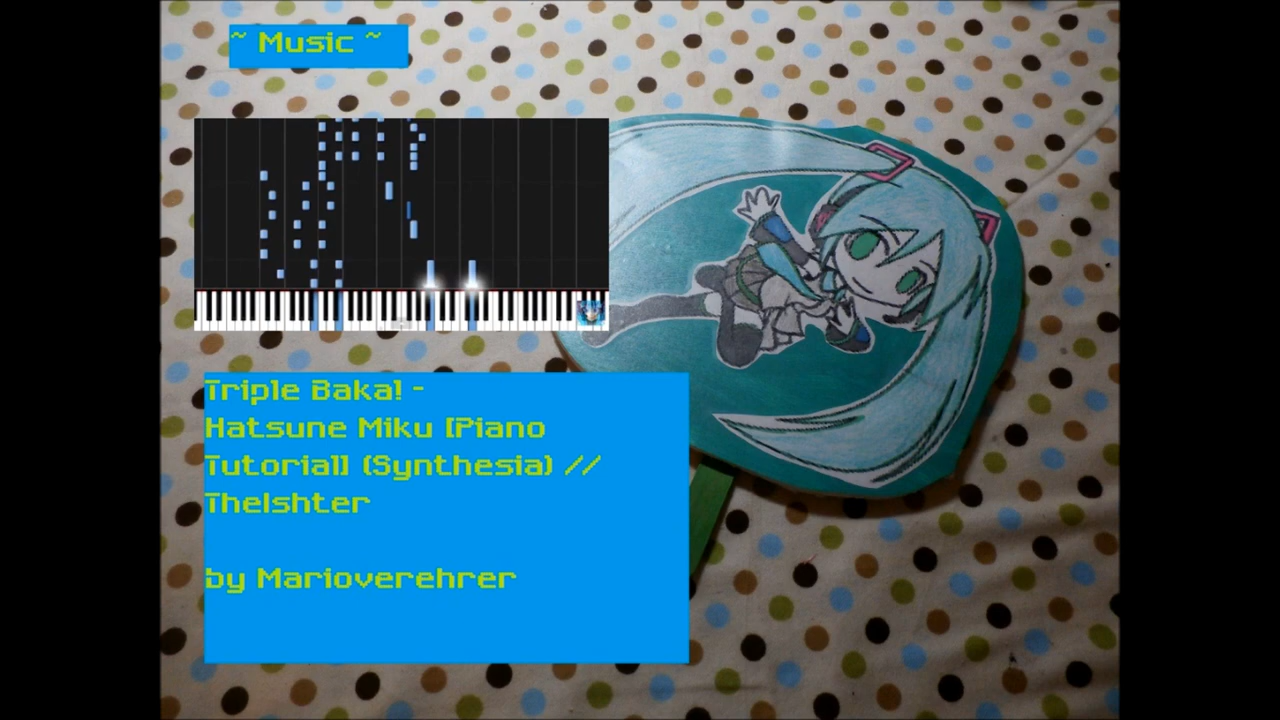 ~ Music ~
Triple Baka! -
Hatsune Miku [Piano
Tutorial] (Synthesia) //
TheIshter
by Marioverehrer